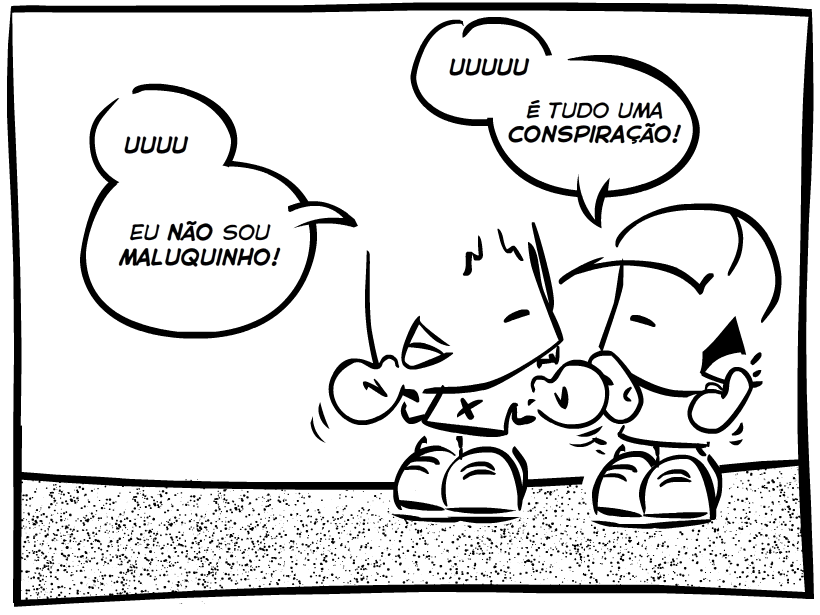 UUUU
EU NÃO SOU
MALUQUINHO!
UUUUU
É TUDO UMA
CONSPIRAÇÃO!